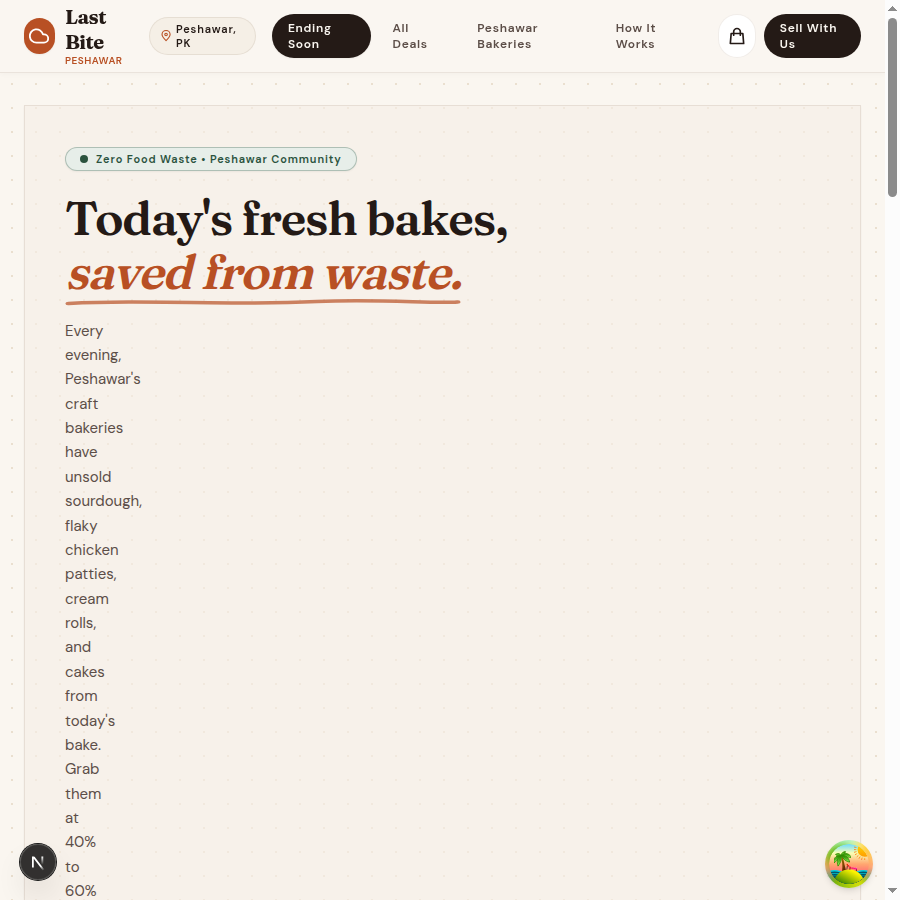 Last
Bite
PESHAWAR
Peshawar,
PK
Ending
Soon
All
Deals
Peshawar
Bakeries
How It
Works
Sell With
Us
Zero Food Waste • Peshawar Community
Today's fresh bakes,
saved from waste.
Every
evening,
Peshawar's
craft
bakeries
have
unsold
sourdough,
flaky
chicken
patties,
cream
rolls,
and
cakes
from
today's
bake.
Grab
them
at
40%
to
60%
N